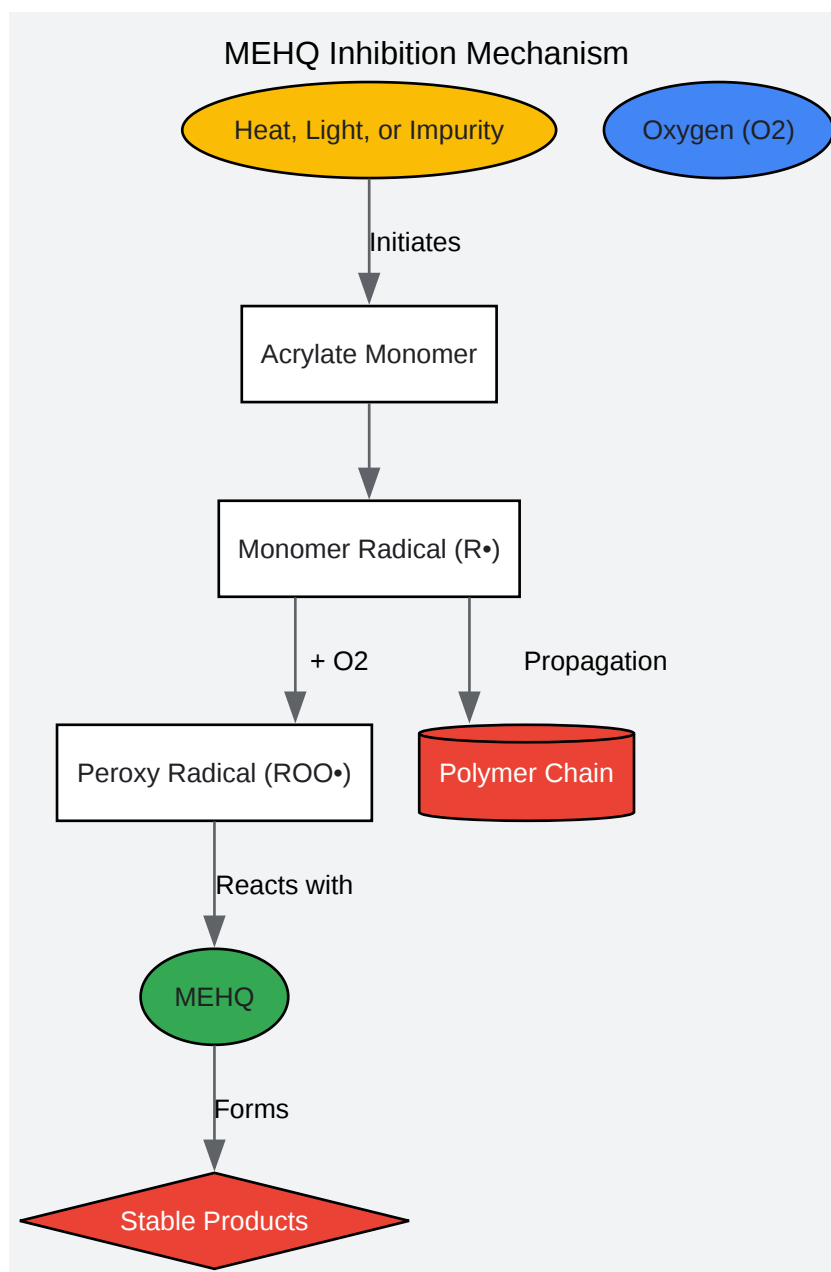 MEHQ Inhibition Mechanism
Heat, Light, or Impurity
Oxygen (O2)
Initiates
Acrylate Monomer
Monomer Radical (R•)
+ O2
Propagation
Peroxy Radical (ROO•)
Polymer Chain
Reacts with
MEHQ
Forms
Stable Products